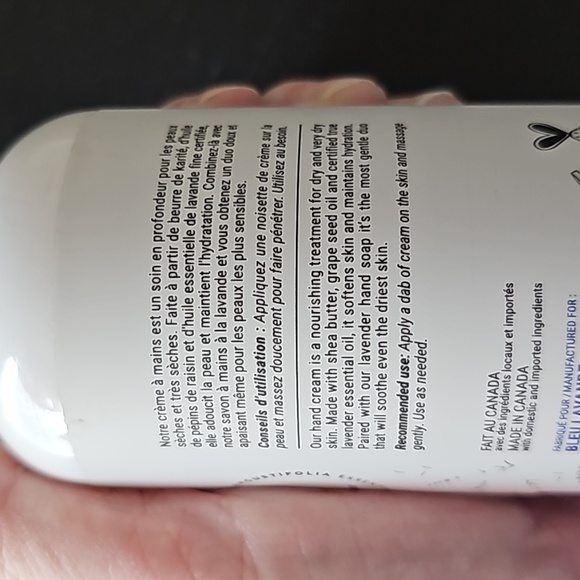 Notre crème à mains est un soin en profondeur pour les peaux
sèches et très sèches. Faite à partir de beurre de karité, d'huile
de pépins de raisin et d'huile essentielle de lavande fine certifiée,
elle adoucit la peau et maintient l'hydratation. Combinez-là avec
notre savon à mains à la lavande et vous obtenez un duo doux et
apaisant même pour les peaux les plus sensibles.
Conseils d'utilisation : Appliquez une noisette de crème sur la
peau et massez doucement pour faire pénétrer. Utilisez au besoin.
Our hand cream is a nourishing treatment for dry and very dry
skin. Made with shea butter, grape seed oil and certified true
lavender essential oil, it softens skin and maintains hydration.
Paired with our lavender hand soap it's the most gentle duo
that will soothe even the driest skin.
Recommended use: Apply a dab of cream on the skin and massage
gently. Use as needed.
FAIT AU CANADA
avec des ingrédients locaux et importés
MADE IN CANADA
with domestic and imported ingredients
FABRIQUÉ POUR / MANUFACTURED FOR :
BLEU